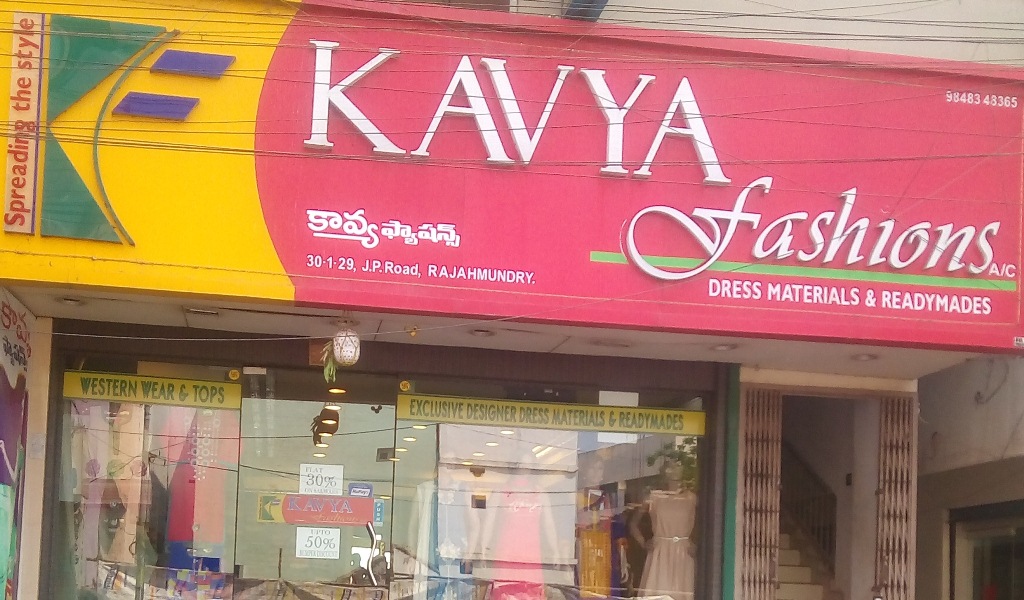 Spreading the style
KAVYA
98483 48365
fashions
A/C
కావ్య ఫ్యాషన్స్
30-1-29, J.P. Road, RAJAHMUNDRY.
DRESS MATERIALS & READYMADES
కావ్య
WESTERN WEAR & TOPS
EXCLUSIVE DESIGNER DRESS MATERIALS & READYMADES
FLAT
30%
KAVYA
UPTO
50%